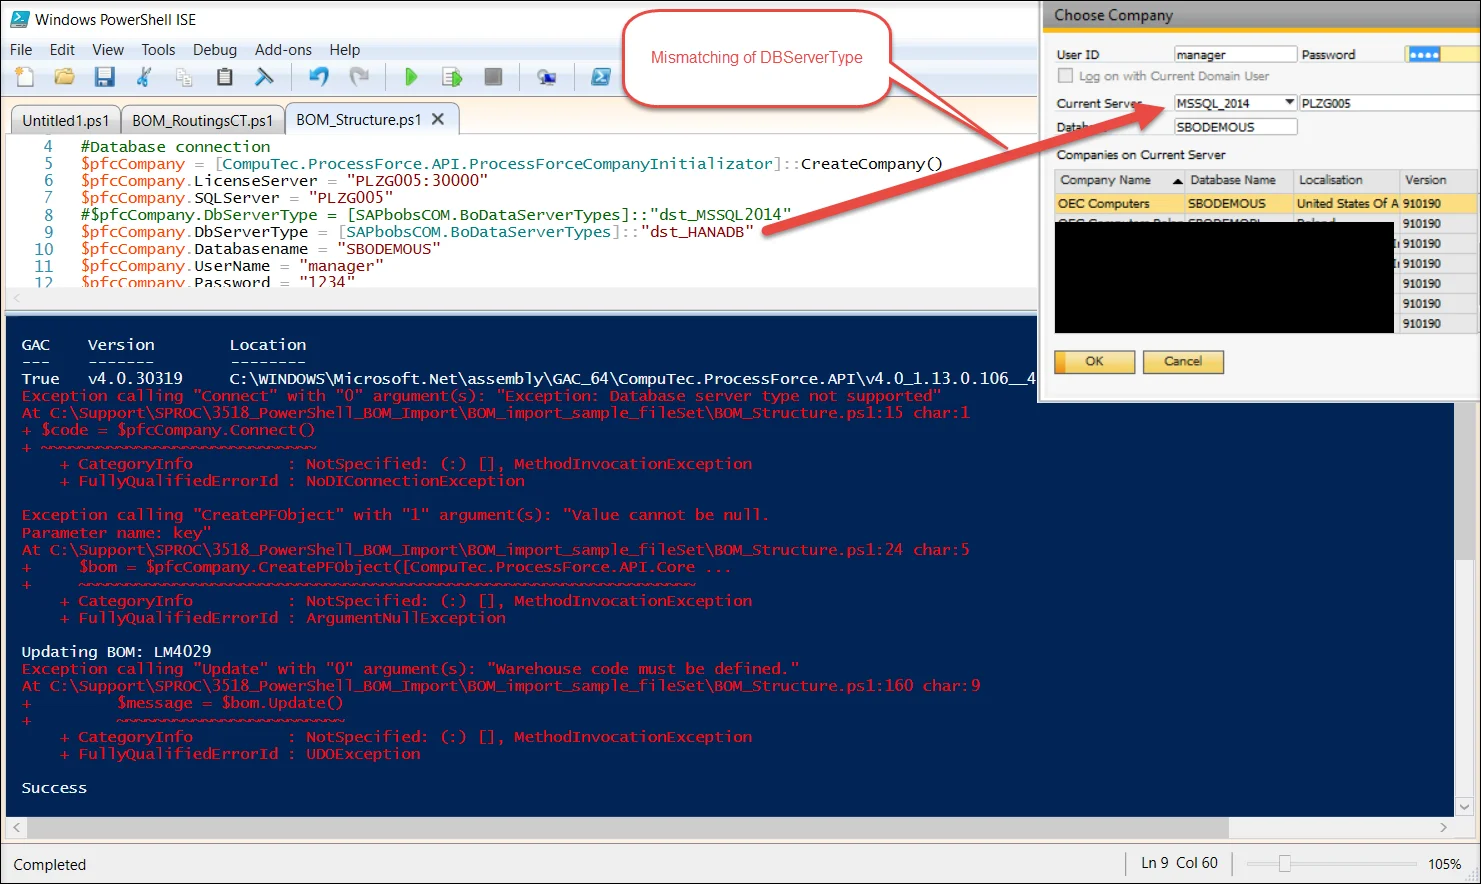 Windows PowerShell ISE
File Edit View Tools Debug Add-ons Help
Untitled1.ps1 BOM_RoutingsCT.ps1 BOM_Structure.ps1
4 #Database connection
5 $pfcCompany = [CompuTec.ProcessForce.API.ProcessForceCompanyInitializator]::CreateCompany()
6 $pfcCompany.LicenseServer = "PLZG005:30000"
7 $pfcCompany.SQLServer = "PLZG005"
8 #$pfcCompany.DbServerType = [SAPbobsCOM.BoDataServerTypes]::"dst_MSSQL2014"
9 $pfcCompany.DbServerType = [SAPbobsCOM.BoDataServerTypes]::"dst_HANADB"
10 $pfcCompany.Databasename = "SBODEMOUS"
11 $pfcCompany.UserName = "manager"
12 $pfcCompany.Password = "1234"
Mismatching of DBServerType
Choose Company
User ID manager Password
Log on with Current Domain User
Current Server MSSQL_2014 PLZG005
SBODEMOUS
Companies on Current Server
Company Name Database Name Localisation Version
OEC Computers SBODEMOUS United States Of A 910190
910190
910190
910190
910190
910190
910190
OK Cancel
GAC Version Location
--- ------- --------
True v4.0.30319 C:\WINDOWS\Microsoft.Net\assembly\GAC_64\CompuTec.ProcessForce.API\v4.0_1.13.0.106__4
Exception calling "Connect" with "0" argument(s): "Exception: Database server type not supported"
At C:\Support\SPROC\3518_PowerShell_BOM_Import\BOM_import_sample_fileSet\BOM_Structure.ps1:15 char:1
+ $code = $pfcCompany.Connect()
+ ~~~~~~~~~~~~~~~~~~~~~~~~~~~~~
+ CategoryInfo : NotSpecified: (:) [], MethodInvocationException
+ FullyQualifiedErrorId : NoDIConnectionException
Exception calling "CreatePFObject" with "1" argument(s): "Value cannot be null.
Parameter name: key"
At C:\Support\SPROC\3518_PowerShell_BOM_Import\BOM_import_sample_fileSet\BOM_Structure.ps1:24 char:5
+ $bom = $pfcCompany.CreatePFObject([CompuTec.ProcessForce.API.Core ...
+ ~~~~~~~~~~~~~~~~~~~~~~~~~~~~~~~~~~~~~~~~~~~~~~~~~~~~~~~~~~~~~~~~~
+ CategoryInfo : NotSpecified: (:) [], MethodInvocationException
+ FullyQualifiedErrorId : ArgumentNullException
Updating BOM: LM4029
Exception calling "Update" with "0" argument(s): "Warehouse code must be defined."
At C:\Support\SPROC\3518_PowerShell_BOM_Import\BOM_import_sample_fileSet\BOM_Structure.ps1:160 char:9
+ $message = $bom.Update()
+ ~~~~~~~~~~~~~~~~~~~~~~~~
+ CategoryInfo : NotSpecified: (:) [], MethodInvocationException
+ FullyQualifiedErrorId : UDOException
Success
Completed Ln 9 Col 60 105%